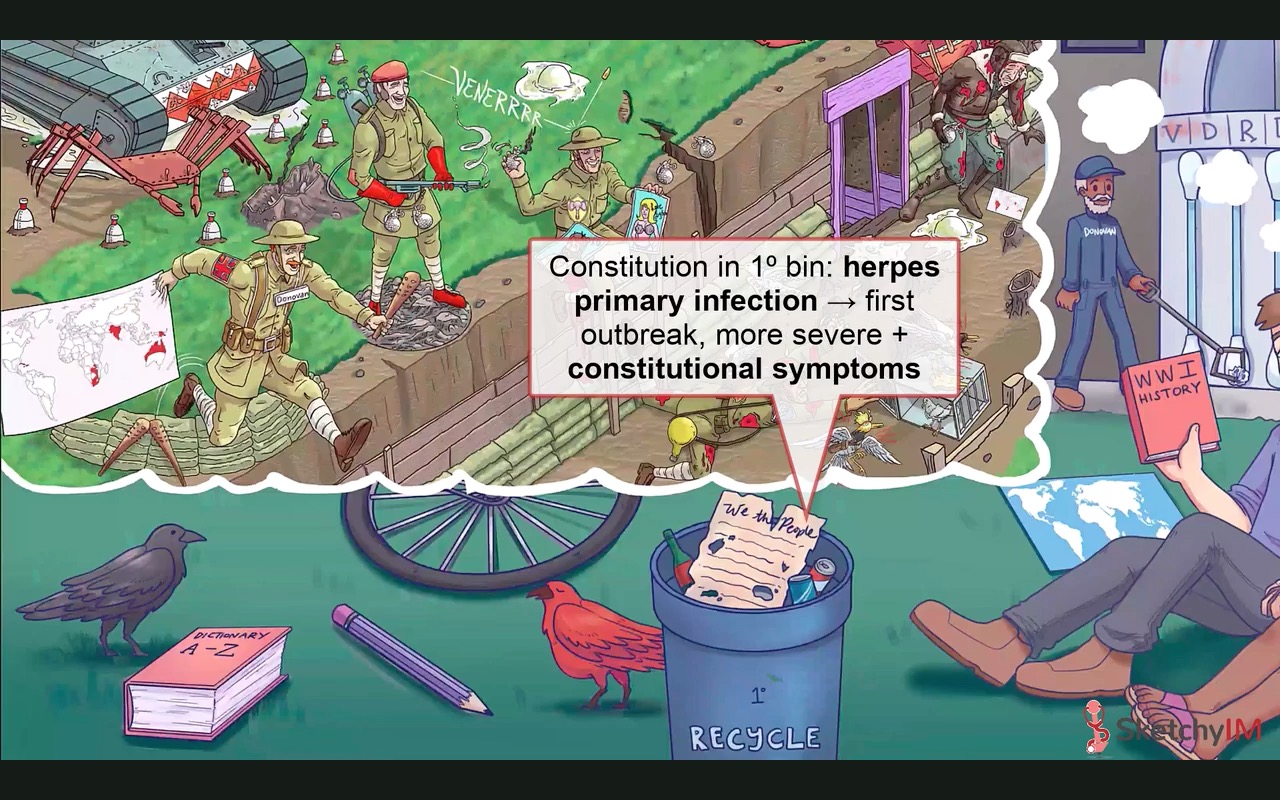 VENERRRR
VDRI
DONOVAN
Donovan
Constitution in 1º bin: herpes
primary infection → first
outbreak, more severe +
constitutional symptoms
WWI
HISTORY
We the People
DICTIONARY
A-Z
1°
RECYCLE
SketchyIM